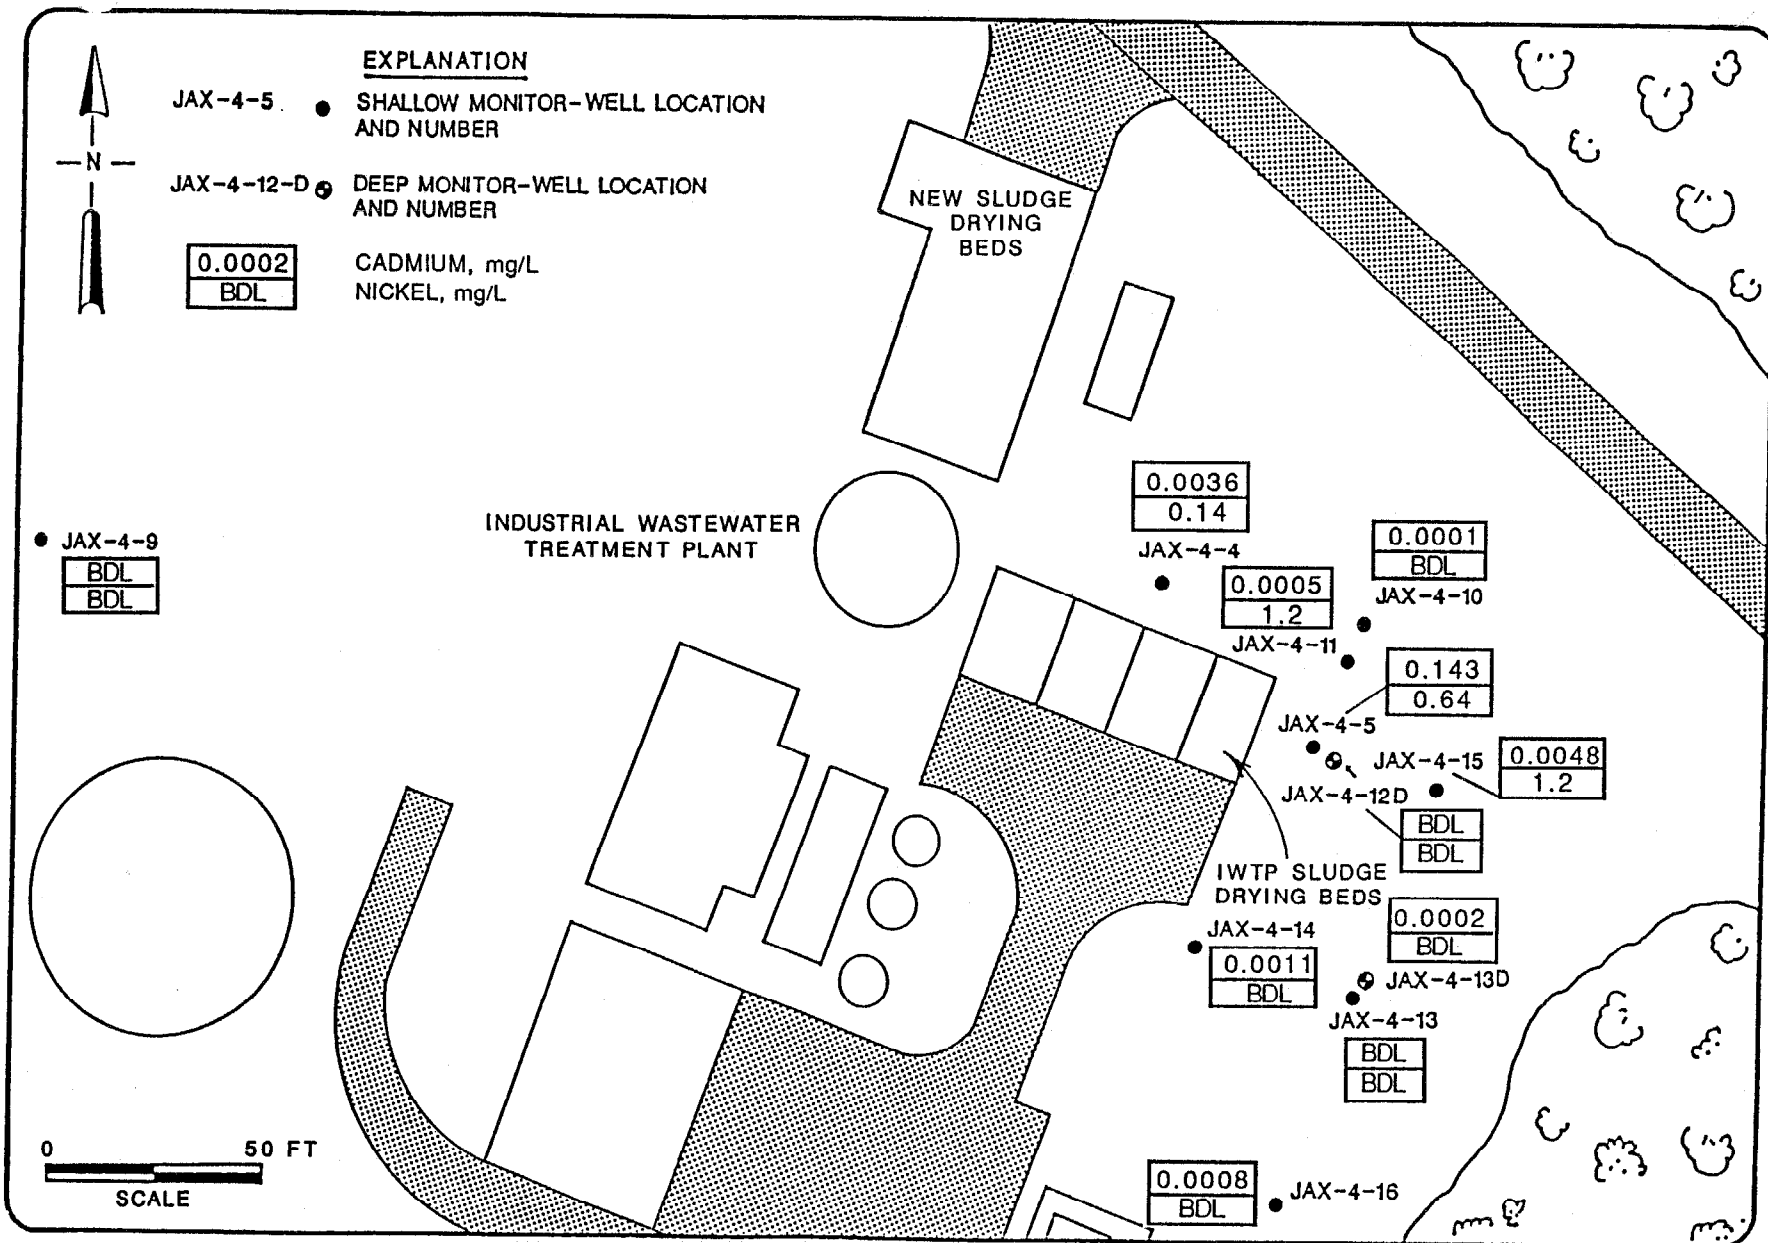 EXPLANATION
JAX-4-5
SHALLOW MONITOR-WELL LOCATION
AND NUMBER
N
JAX-4-12-D
DEEP MONITOR-WELL LOCATION
AND NUMBER
0.0002
BDL
CADMIUM, mg/L
NICKEL, mg/L
NEW SLUDGE
DRYING
BEDS
INDUSTRIAL WASTEWATER
TREATMENT PLANT
JAX-4-9
BDL
BDL
0.0036
0.14
JAX-4-4
0.0001
BDL
JAX-4-10
0.0005
1.2
JAX-4-11
0.143
0.64
JAX-4-5
JAX-4-15
0.0048
1.2
JAX-4-12D
BDL
BDL
IWTP SLUDGE
DRYING BEDS
0.0002
BDL
JAX-4-13D
JAX-4-14
0.0011
BDL
JAX-4-13
BDL
BDL
0.0008
BDL
JAX-4-16
0 50 FT
SCALE